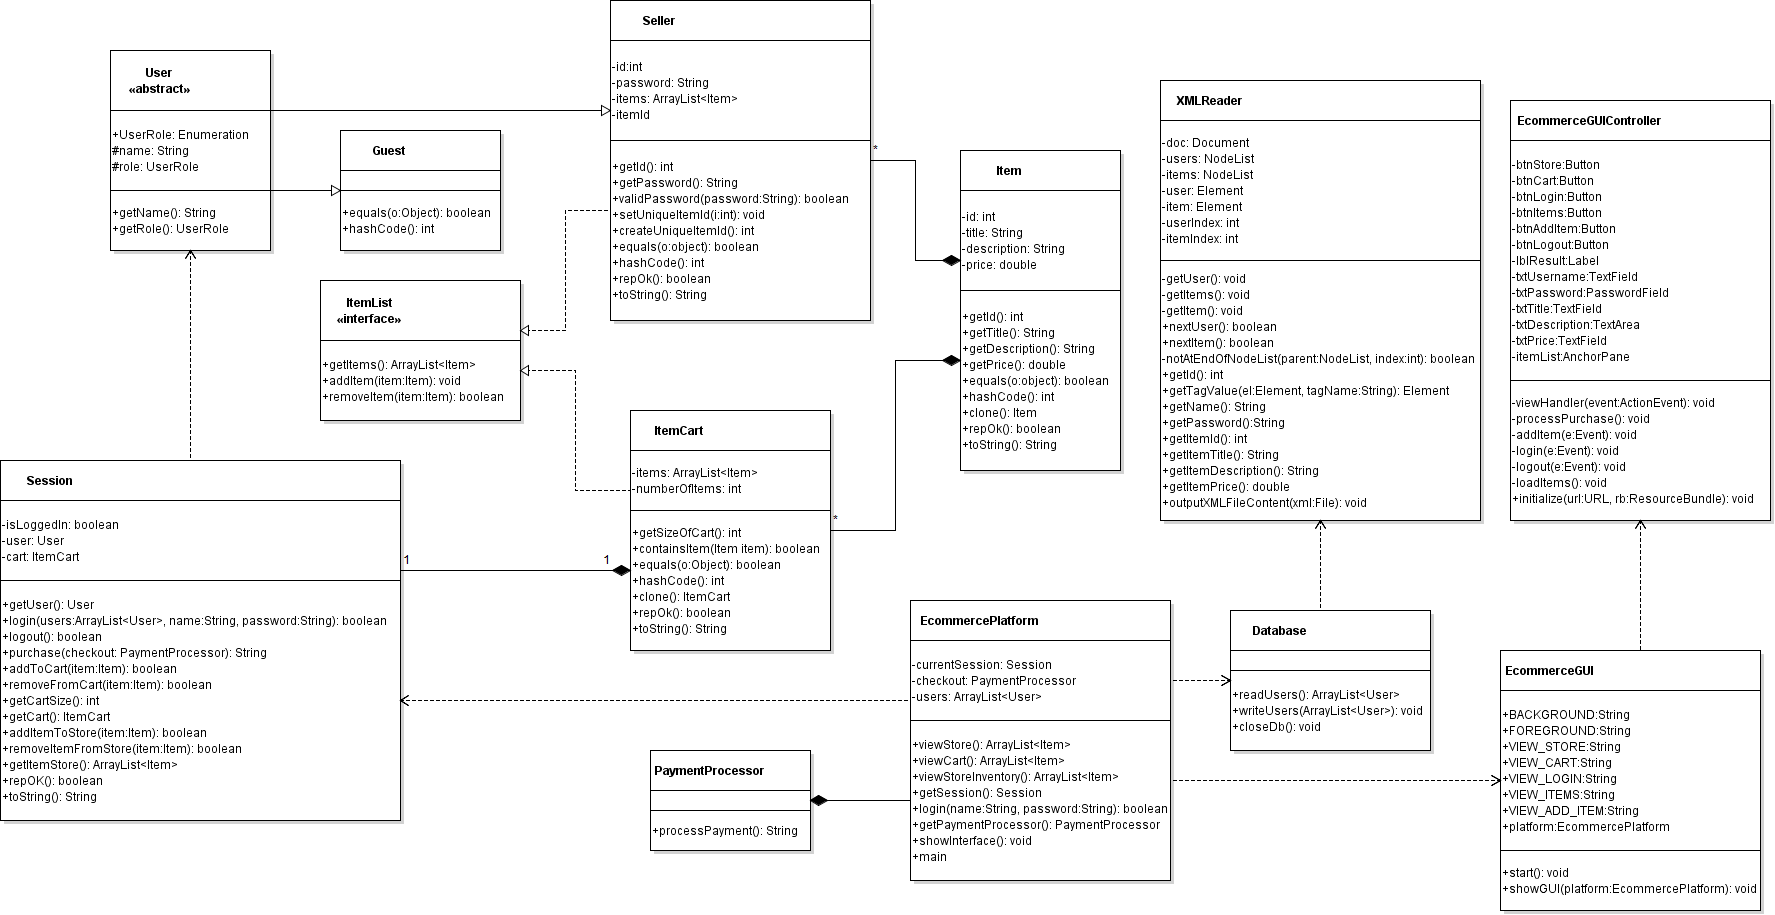 Seller
-id:int
-password: String
-items: ArrayList<Item>
-itemId
+getId(): int
+getPassword(): String
+validPassword(password:String): boolean
+setUniqueItemId(i:int): void
+createUniqueItemId(): int
+equals(o:object): boolean
+hashCode(): int
+repOk(): boolean
+toString(): String
User
«abstract»
+UserRole: Enumeration
#name: String
#role: UserRole
+getName(): String
+getRole(): UserRole
Guest
+equals(o:Object): boolean
+hashCode(): int
ItemList
«interface»
+getItems(): ArrayList<Item>
+addItem(item:Item): void
+removeItem(item:Item): boolean
*
Item
-id: int
-title: String
-description: String
-price: double
+getId(): int
+getTitle(): String
+getDescription(): String
+getPrice(): double
+equals(o:object): boolean
+hashCode(): int
+clone(): Item
+repOk(): boolean
+toString(): String
XMLReader
-doc: Document
-users: NodeList
-items: NodeList
-user: Element
-item: Element
-userIndex: int
-itemIndex: int
-getUser(): void
-getItems(): void
-getItem(): void
+nextUser(): boolean
+nextItem(): boolean
-notAtEndOfNodeList(parent:NodeList, index:int): boolean
+getId(): int
+getTagValue(el:Element, tagName:String): Element
+getName(): String
+getPassword():String
+getItemId(): int
+getItemTitle(): String
+getItemDescription(): String
+getItemPrice(): double
+outputXMLFileContent(xml:File): void
EcommerceGUIController
-btnStore:Button
-btnCart:Button
-btnLogin:Button
-btnItems:Button
-btnAddItem:Button
-btnLogout:Button
-lblResult:Label
-txtUsername:TextField
-txtPassword:PasswordField
-txtTitle:TextField
-txtDescription:TextArea
-txtPrice:TextField
-itemList:AnchorPane
-viewHandler(event:ActionEvent): void
-processPurchase(): void
-addItem(e:Event): void
-login(e:Event): void
-logout(e:Event): void
-loadItems(): void
+initialize(url:URL, rb:ResourceBundle): void
ItemCart
-items: ArrayList<Item>
-numberOfItems: int
+getSizeOfCart(): int
+containsItem(Item item): boolean
+equals(o:Object): boolean
+hashCode(): int
+clone(): ItemCart
+repOk(): boolean
+toString(): String
*
Session
-isLoggedIn: boolean
-user: User
-cart: ItemCart
+getUser(): User
+login(users:ArrayList<User>, name:String, password:String): boolean
+logout(): boolean
+purchase(checkout: PaymentProcessor): String
+addToCart(item:Item): boolean
+removeFromCart(item:Item): boolean
+getCartSize(): int
+getCart(): ItemCart
+addItemToStore(item:Item): boolean
+removeItemFromStore(item:Item): boolean
+getItemStore(): ArrayList<Item>
+repOK(): boolean
+toString(): String
1
1
EcommercePlatform
-currentSession: Session
-checkout: PaymentProcessor
-users: ArrayList<User>
+viewStore(): ArrayList<Item>
+viewCart(): ArrayList<Item>
+viewStoreInventory(): ArrayList<Item>
+getSession(): Session
+login(name:String, password:String): boolean
+getPaymentProcessor(): PaymentProcessor
+showInterface(): void
+main
Database
+readUsers(): ArrayList<User>
+writeUsers(ArrayList<User>): void
+closeDb(): void
PaymentProcessor
+processPayment(): String
EcommerceGUI
+BACKGROUND:String
+FOREGROUND:String
+VIEW_STORE:String
+VIEW_CART:String
+VIEW_LOGIN:String
+VIEW_ITEMS:String
+VIEW_ADD_ITEM:String
+platform:EcommercePlatform
+start(): void
+showGUI(platform:EcommercePlatform): void